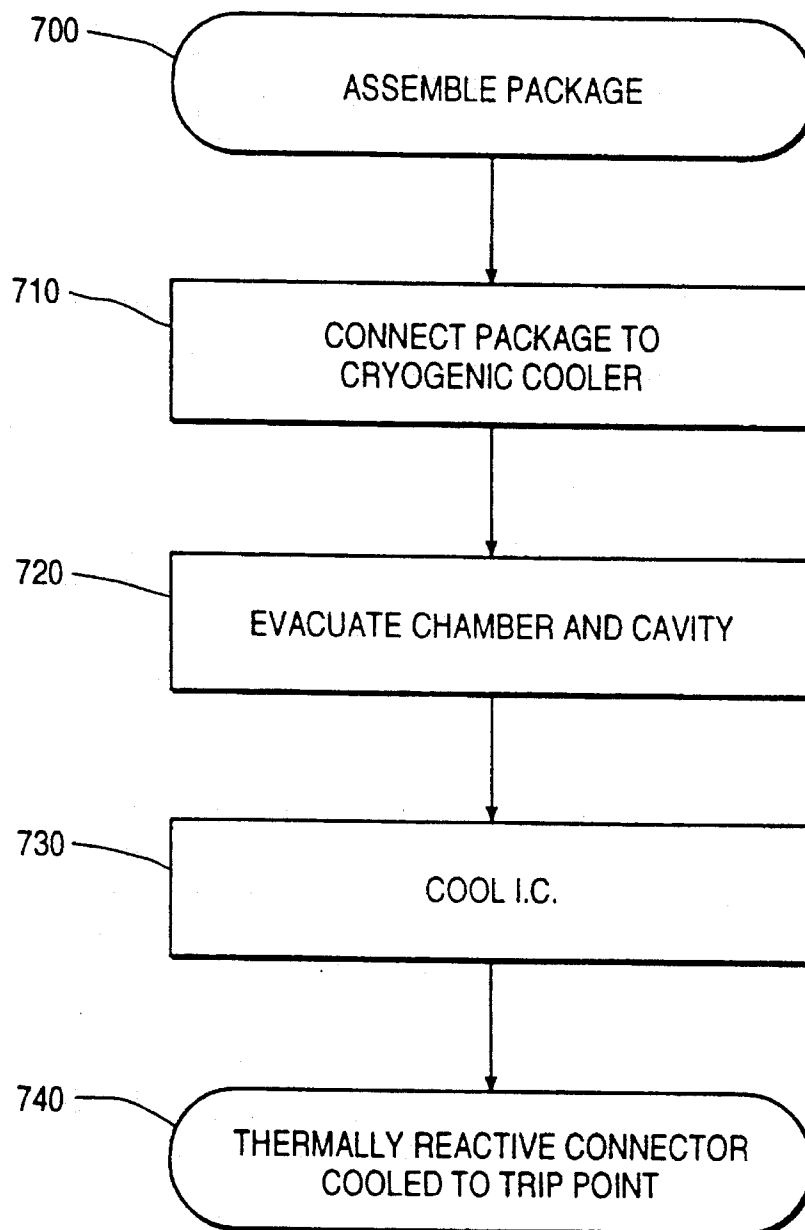 700
ASSEMBLE PACKAGE
710
CONNECT PACKAGE TO
CRYOGENIC COOLER
720
EVACUATE CHAMBER AND CAVITY
730
COOL I.C.
740
THERMALLY REACTIVE CONNECTOR
COOLED TO TRIP POINT